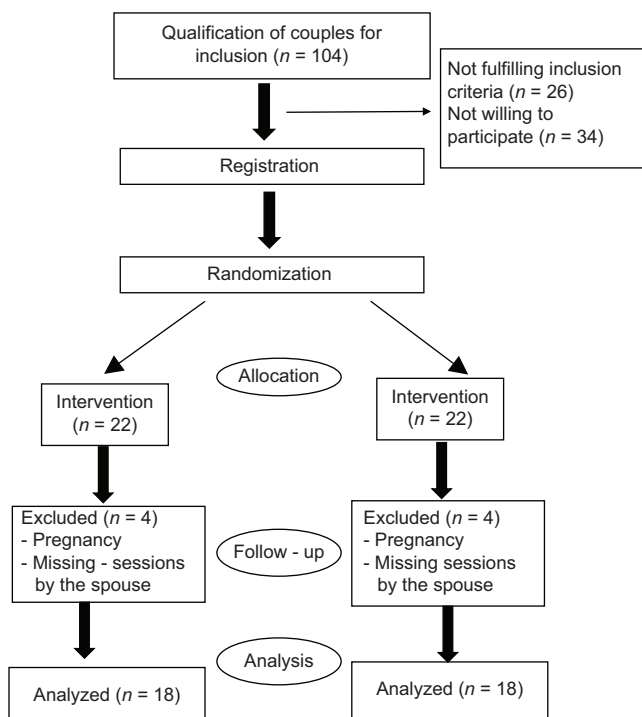 Qualification of couples for
inclusion (n = 104)
Not fulfilling inclusion
criteria (n = 26)
Not willing to
participate (n = 34)
Registration
Randomization
Allocation
Intervention
(n = 22)
Intervention
(n = 22)
Excluded (n = 4)
- Pregnancy
- Missing - sessions
by the spouse
Follow - up
Excluded (n = 4)
- Pregnancy
- Missing sessions
by the spouse
Analysis
Analyzed (n = 18)
Analyzed (n = 18)